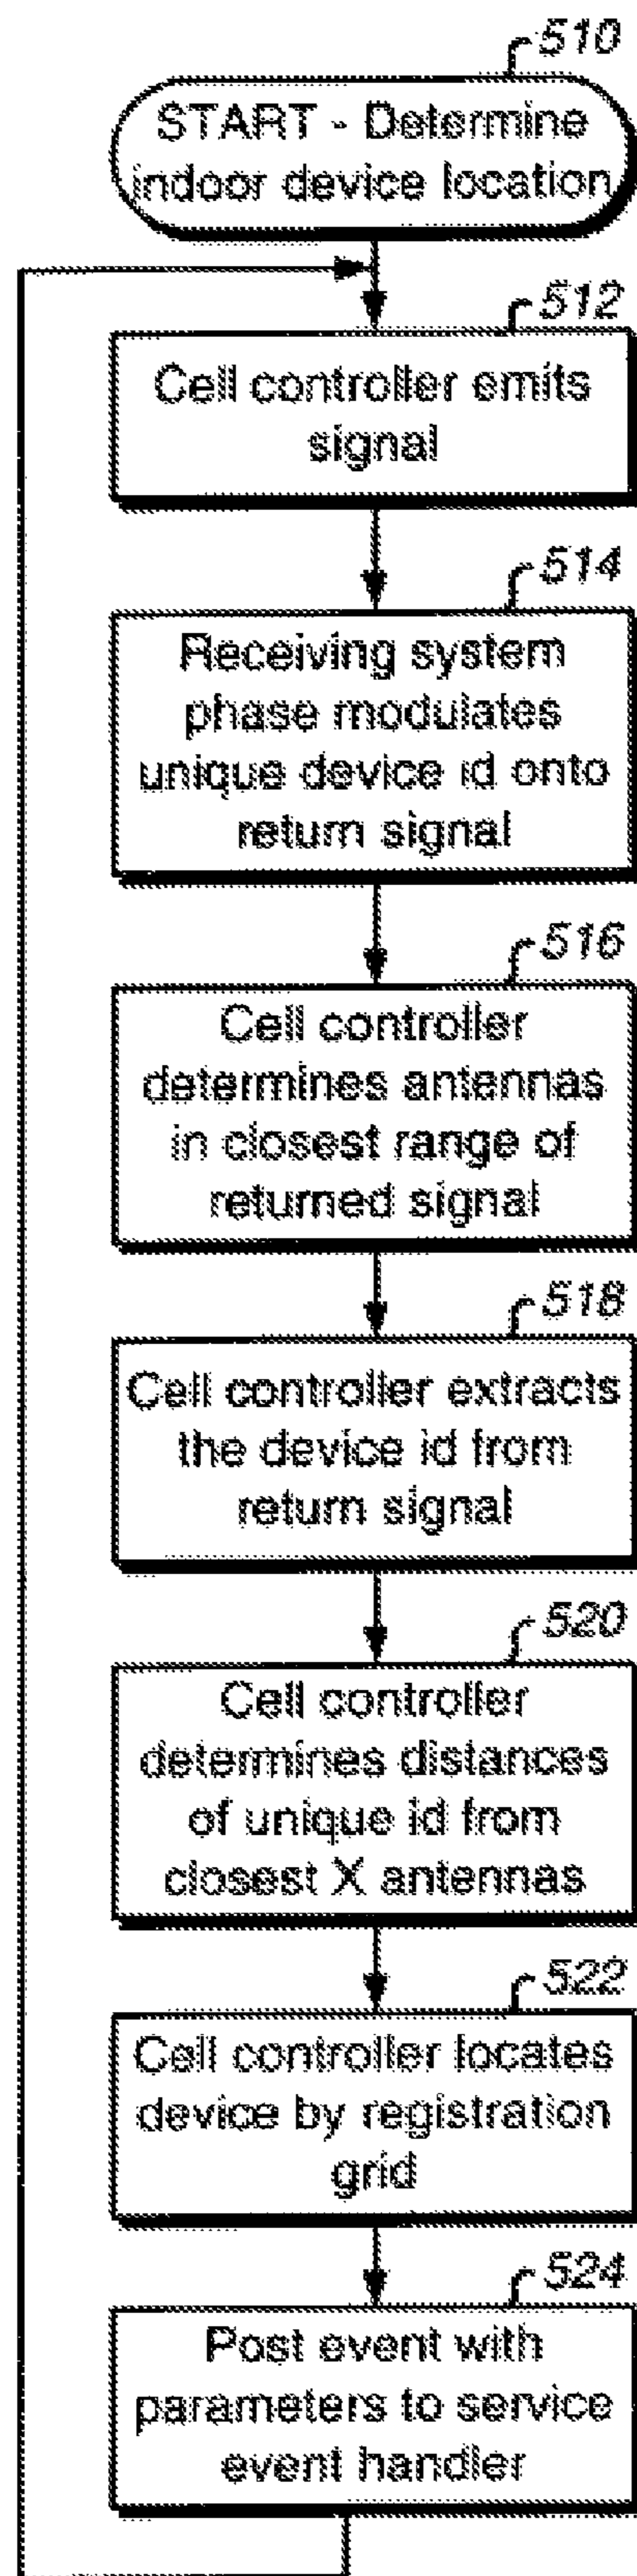 510
START - Determine
indoor device location
512
Cell controller emits
signal
514
Receiving system
phase modulates
unique device id onto
return signal
516
Cell controller
determines antennas
in closest range of
returned signal
518
Cell controller extracts
the device id from
return signal
520
Cell controller
determines distances
of unique id from
closest X antennas
522
Cell controller locates
device by registration
grid
524
Post event with
parameters to service
event handler